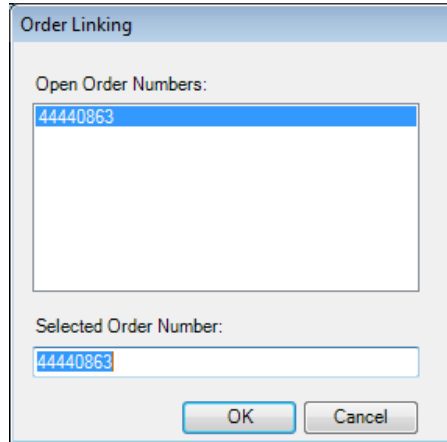 Order Linking
Open Order Numbers:
44440863
Selected Order Number:
44440863
OK Cancel